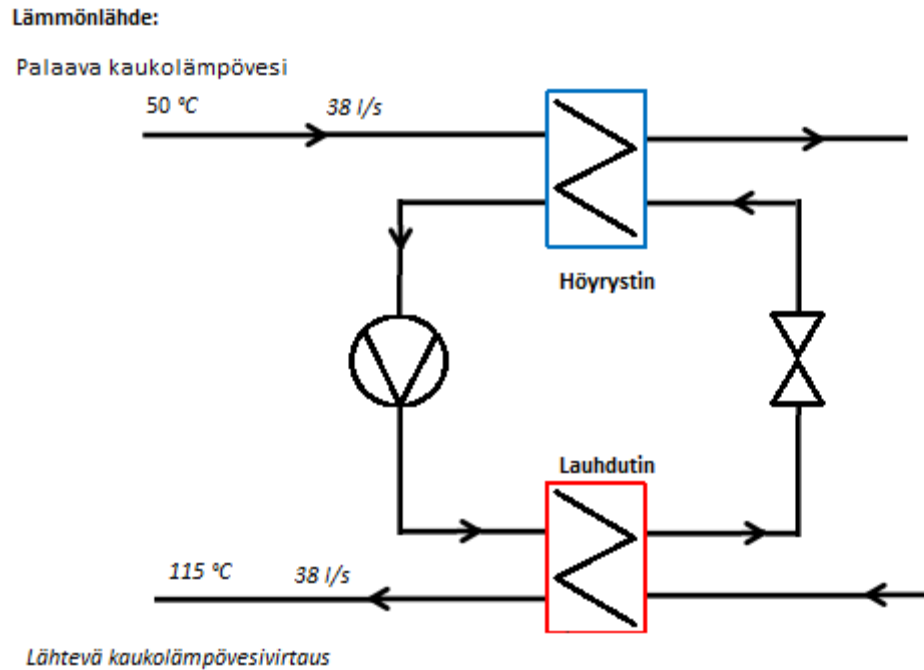 Lämmönlähde:
Palaava kaukolämpövesi
50 °C 38 l/s
Höyrystin
Lauhdutin
115 °C 38 l/s
Lähtevä kaukolämpövesivirtaus